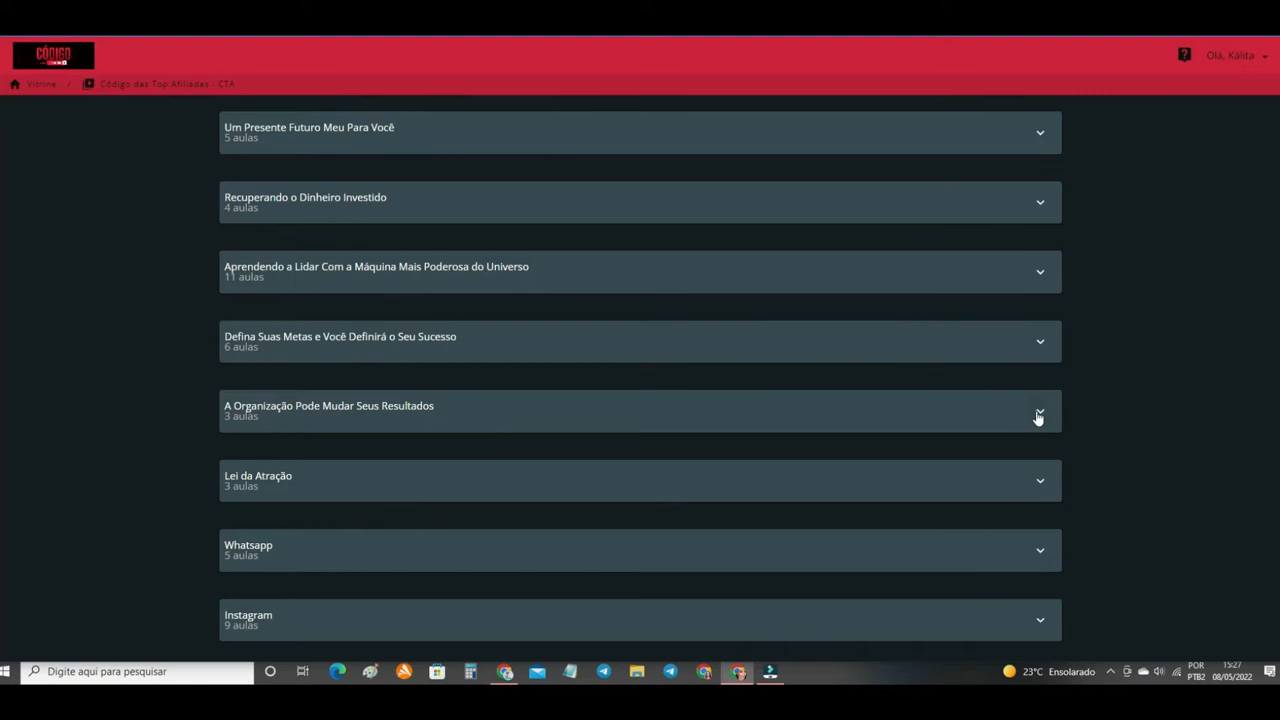 CÓDIGO
Olá, Kálita
Vitrine / Código das Top Afiliadas - CTA
Um Presente Futuro Meu Para Você
5 aulas
Recuperando o Dinheiro Investido
4 aulas
Aprendendo a Lidar Com a Máquina Mais Poderosa do Universo
11 aulas
Defina Suas Metas e Você Definirá o Seu Sucesso
6 aulas
A Organização Pode Mudar Seus Resultados
3 aulas
Lei da Atração
3 aulas
Whatsapp
5 aulas
Instagram
9 aulas
Digite aqui para pesquisar
23°C Ensolarado
POR
PTB2
15:27
08/05/2022